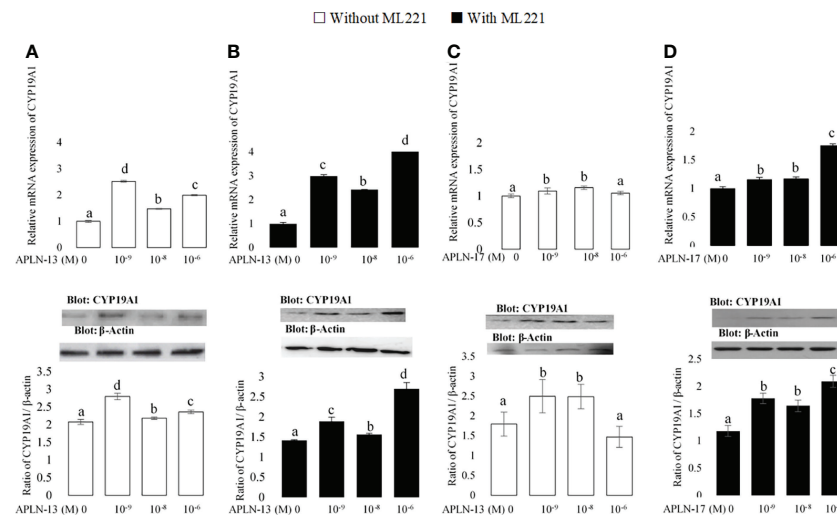 □ Without ML221 ■ With ML221
A
Relative mRNA expression of CYP19A1
4
3
2
1
0
a
d
b
c
APLN-13 (M) 0 10⁻⁹ 10⁻⁸ 10⁻⁶
Blot: CYP19A1
Blot: β-Actin
Ratio of CYP19A1/ β-actin
3.5
3
2.5
2
1.5
1
0.5
0
a
d
b
c
APLN-13 (M) 0 10⁻⁹ 10⁻⁸ 10⁻⁶
B
Relative mRNA expression of CYP19A1
4
3
2
1
0
a
c
b
d
APLN-13 (M) 0 10⁻⁹ 10⁻⁸ 10⁻⁶
Blot: CYP19A1
Blot: β-Actin
Ratio of CYP19A1/ β-actin
3
2.5
2
1.5
1
0.5
0
a
c
b
d
APLN-13 (M) 0 10⁻⁹ 10⁻⁸ 10⁻⁶
C
Relative mRNA expression of CYP19A1
2
1.5
1
0.5
0
a
b
b
a
APLN-17 (M) 0 10⁻⁹ 10⁻⁸ 10⁻⁶
Blot: CYP19A1
Blot: β-Actin
Ratio of CYP19A1/ β-actin
3.5
3
2.5
2
1.5
1
0.5
0
a
b
b
a
APLN-13 (M) 0 10⁻⁹ 10⁻⁸ 10⁻⁶
D
Relative mRNA expression of CYP19A1
2
1.5
1
0.5
0
a
b
b
c
APLN-17 (M) 0 10⁻⁹ 10⁻⁸ 10⁻⁶
Blot: CYP19A1
Blot: β-Actin
Ratio of CYP19A1/ β-actin
2
1.5
1
0.5
0
a
b
b
c
APLN-17 (M) 0 10⁻⁹ 10⁻⁸